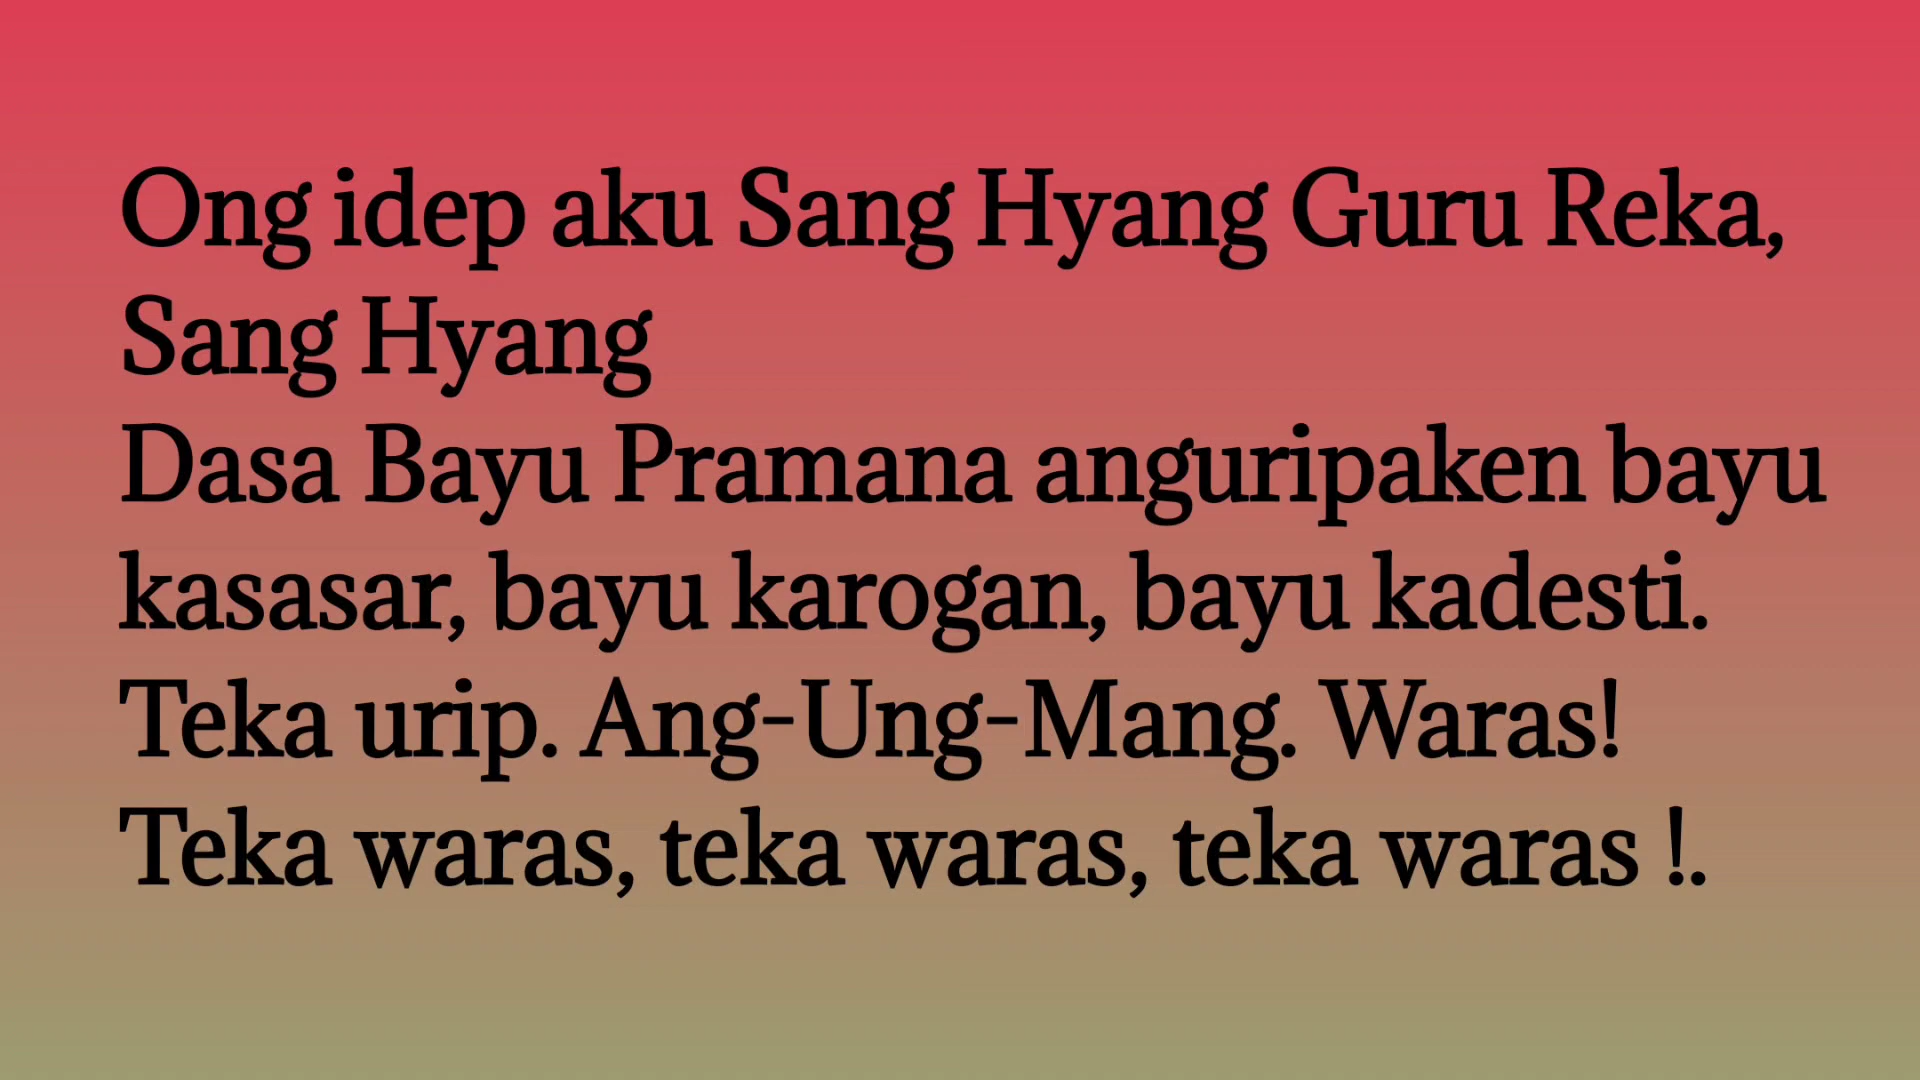 Ong idep aku Sang Hyang Guru Reka,
Sang Hyang
Dasa Bayu Pramana anguripaken bayu
kasasar, bayu karogan, bayu kadesti.
Teka urip. Ang-Ung-Mang. Waras!
Teka waras, teka waras, teka waras !.